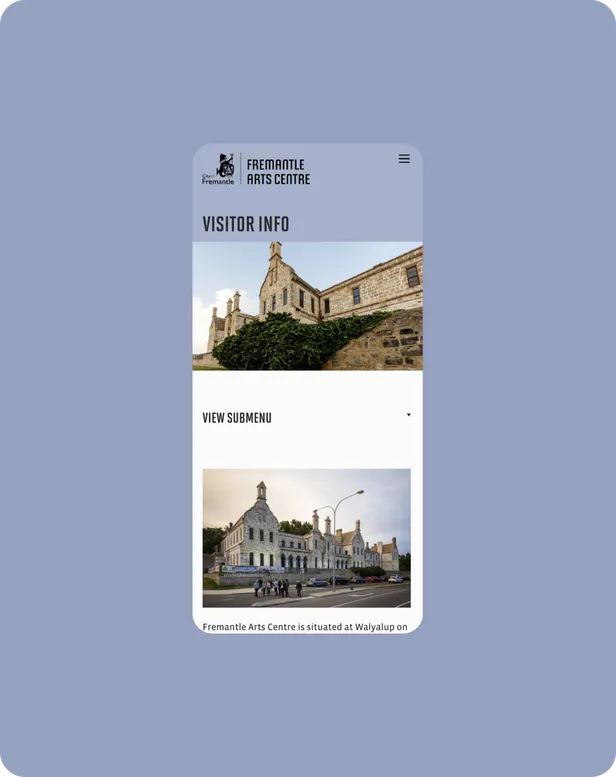 City of
Fremantle
FREMANTLE
ARTS CENTRE
VISITOR INFO
VIEW SUBMENU
Fremantle Arts Centre is situated at Walyalup on